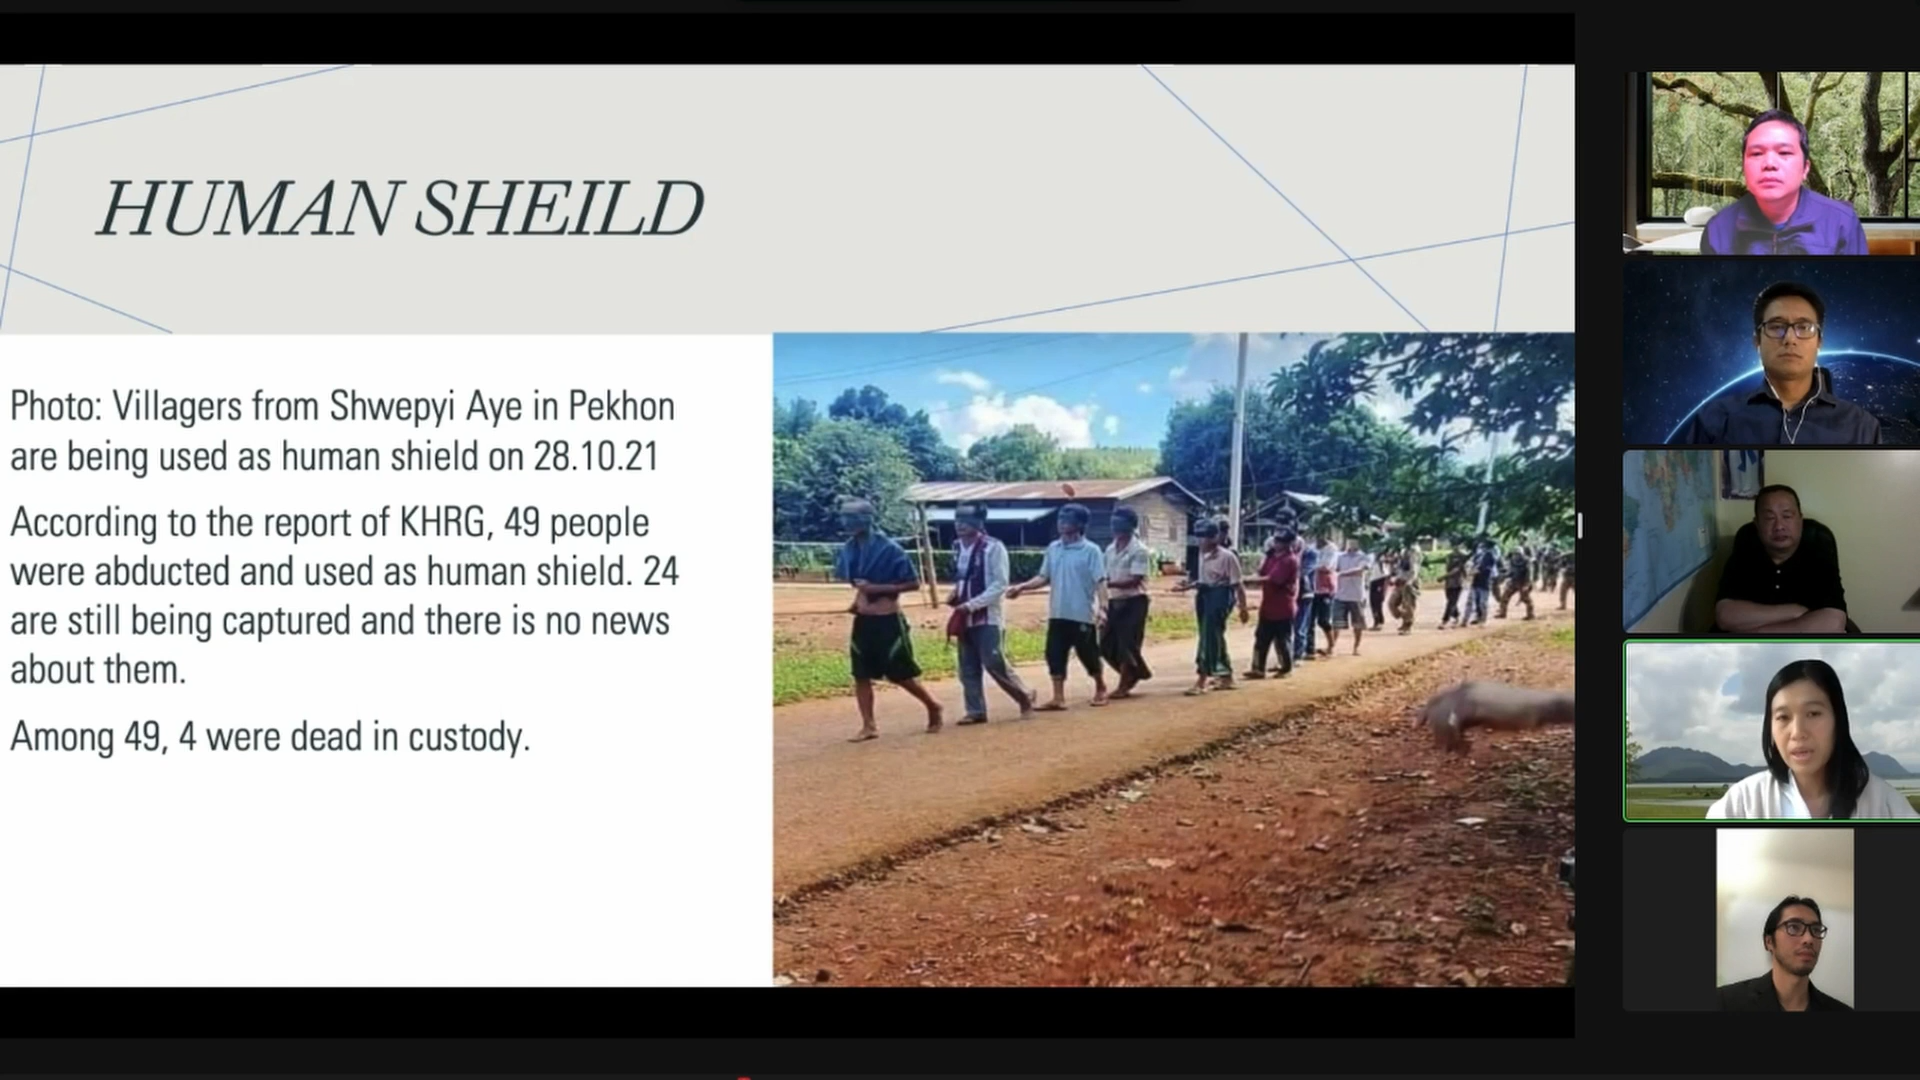 HUMAN SHEILD
Photo: Villagers from Shwepyi Aye in Pekhon
are being used as human shield on 28.10.21
According to the report of KHRG, 49 people
were abducted and used as human shield. 24
are still being captured and there is no news
about them.
Among 49, 4 were dead in custody.